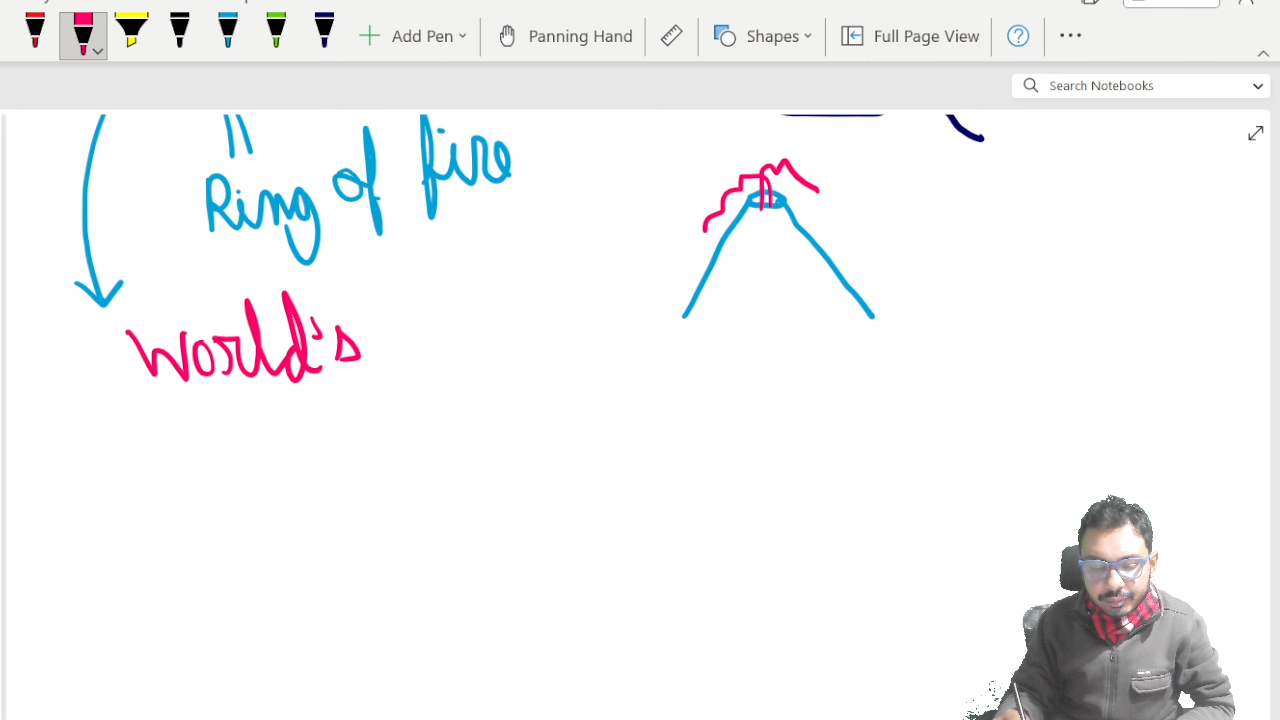 Add Pen
Panning Hand
Shapes
Full Page View
Search Notebooks
Ring of fire
World's